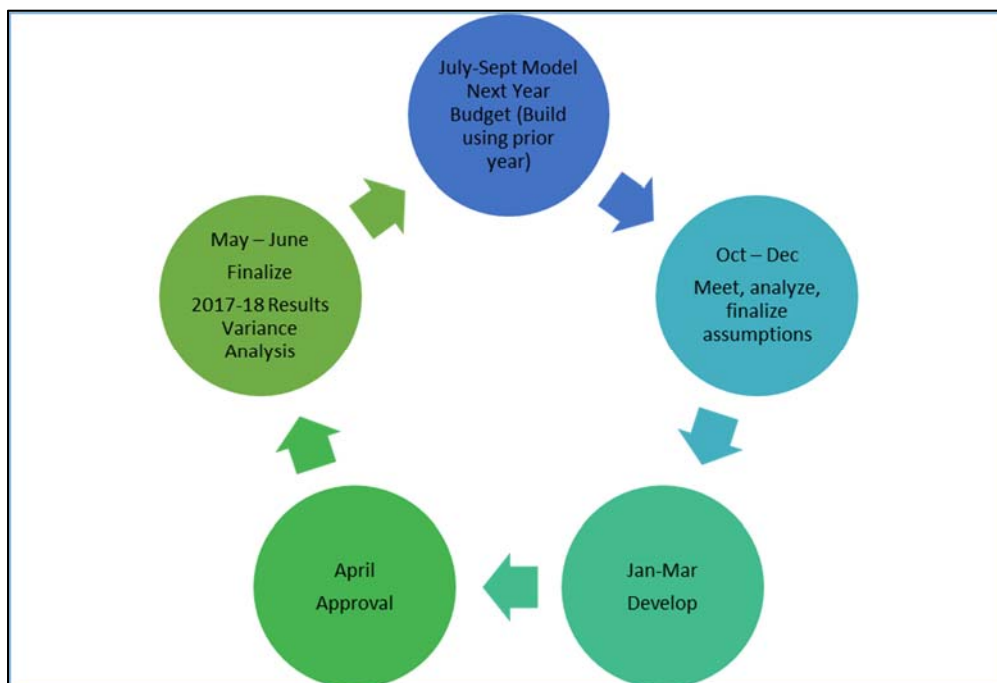 July-Sept Model
Next Year
Budget (Build
using prior
year)
Oct – Dec
Meet, analyze,
finalize
assumptions
Jan-Mar
Develop
April
Approval
May – June
Finalize
2017-18 Results
Variance
Analysis